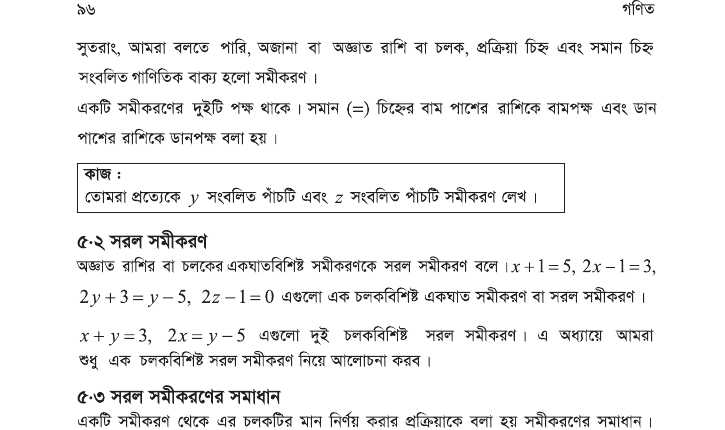 ৯৬ গণিত
সুতরাং, আমরা বলতে পারি, অজানা বা অজ্ঞাত রাশি বা চলক, প্রক্রিয়া চিহ্ন এবং সমান চিহ্ন
সংবলিত গাণিতিক বাক্য হলো সমীকরণ ।
একটি সমীকরণের দুইটি পক্ষ থাকে । সমান (=) চিহ্নের বাম পাশের রাশিকে বামপক্ষ এবং ডান
পাশের রাশিকে ডানপক্ষ বলা হয় ।
কাজ :
তোমরা প্রত্যেকে y সংবলিত পাঁচটি এবং z সংবলিত পাঁচটি সমীকরণ লেখ ।
৫·২ সরল সমীকরণ
অজ্ঞাত রাশির বা চলকের একঘাতবিশিষ্ট সমীকরণকে সরল সমীকরণ বলে । x + 1 = 5, 2x − 1 = 3,
2y + 3 = y − 5, 2z − 1 = 0 এগুলো এক চলকবিশিষ্ট একঘাত সমীকরণ বা সরল সমীকরণ ।
x + y = 3, 2x = y − 5 এগুলো দুই চলকবিশিষ্ট সরল সমীকরণ । এ অধ্যায়ে আমরা
শুধু এক চলকবিশিষ্ট সরল সমীকরণ নিয়ে আলোচনা করব ।
৫·৩ সরল সমীকরণের সমাধান
একটি সমীকরণ থেকে এর চলকটির মান নির্ণয় করার প্রক্রিয়াকে বলা হয় সমীকরণের সমাধান ।